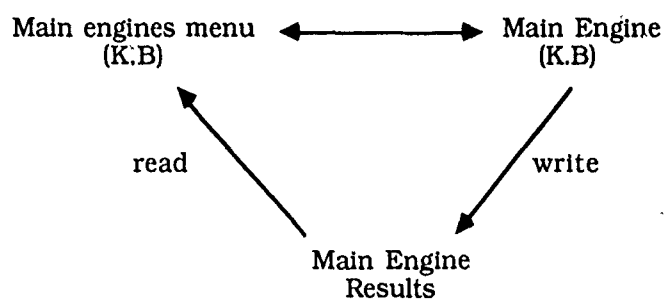 Main engines menu
(K.B)
Main Engine
(K.B)
read
write
Main Engine
Results